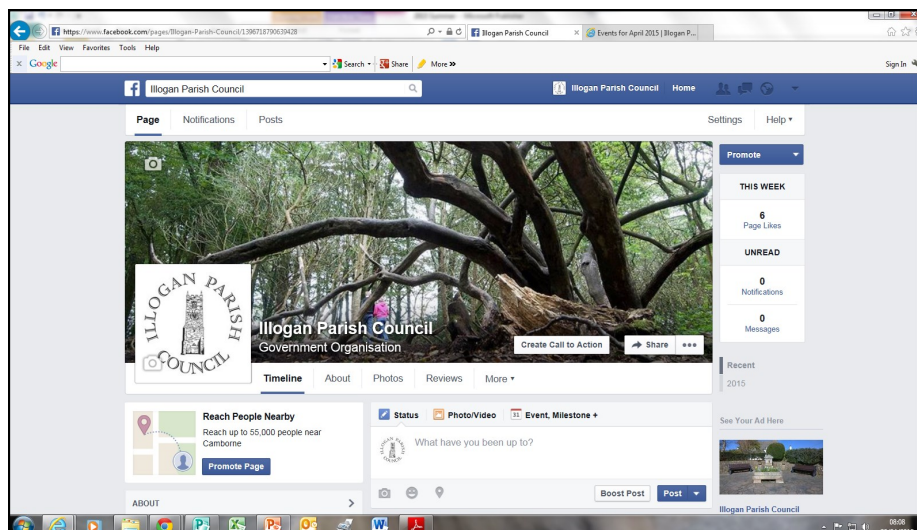 https://www.facebook.com/pages/Illogan-Parish-Council/1396718790639428
Illogan Parish Council
Events for April 2015 | Illogan P...
File Edit View Favorites Tools Help
x Google
Search
Share
More »
Sign In
Illogan Parish Council
Illogan Parish Council Home
Page Notifications Posts
Settings Help
Promote
THIS WEEK
6
Page Likes
UNREAD
0
Notifications
0
Messages
Recent
2015
ILLOGAN PARISH COUNCIL
Illogan Parish Council
Government Organisation
Create Call to Action
Share
Timeline About Photos Reviews More
Reach People Nearby
Reach up to 55,000 people near
Camborne
Promote Page
ABOUT
Status Photo/Video 31 Event, Milestone +
What have you been up to?
Boost Post Post
See Your Ad Here
Illogan Parish Council
08:08